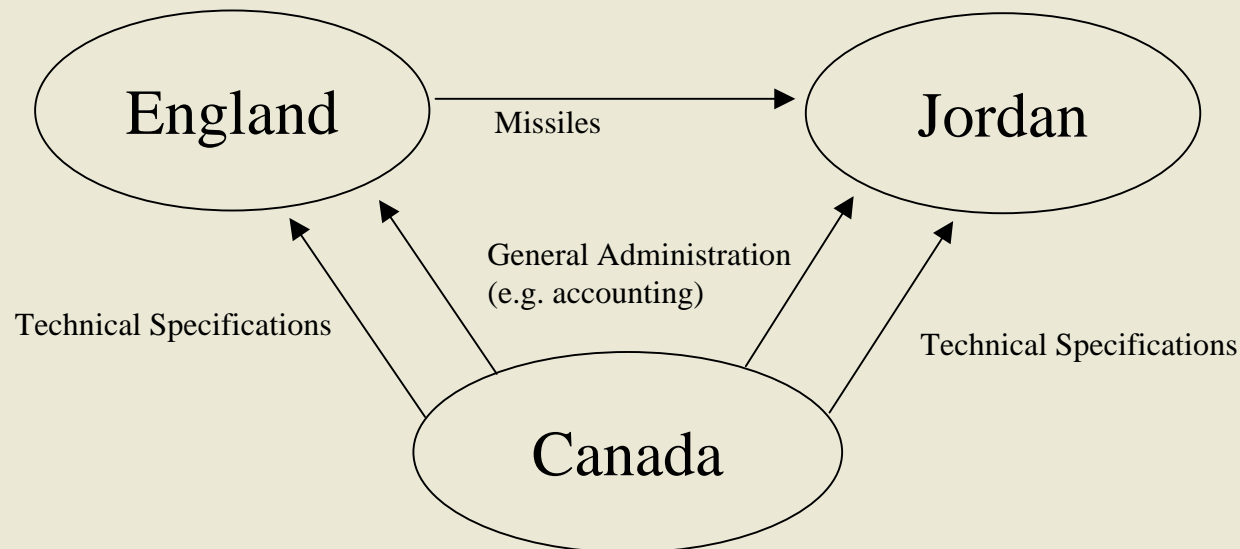 England
Jordan
Missiles
General Administration
(e.g. accounting)
Technical Specifications
Technical Specifications
Canada